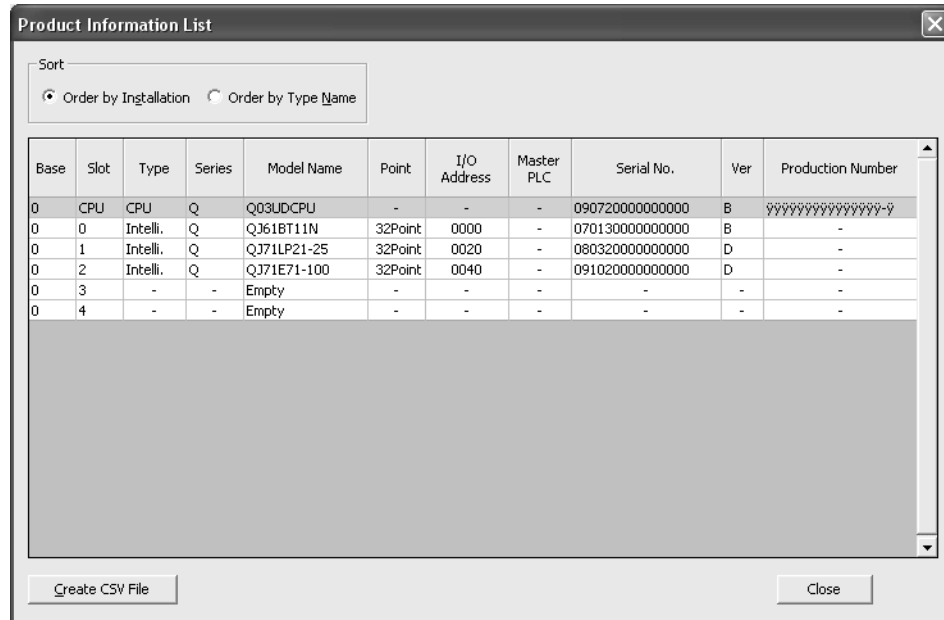 Product Information List
Sort
Order by Installation Order by Type Name
Base Slot Type Series Model Name Point I/O Address Master PLC Serial No. Ver Production Number
0 CPU CPU Q Q03UDCPU - - - 090720000000000 B ÿÿÿÿÿÿÿÿÿÿÿÿÿÿÿ-ÿ
0 0 Intelli. Q QJ61BT11N 32Point 0000 - 070130000000000 B -
0 1 Intelli. Q QJ71LP21-25 32Point 0020 - 080320000000000 D -
0 2 Intelli. Q QJ71E71-100 32Point 0040 - 091020000000000 D -
0 3 - - Empty - - - - - -
0 4 - - Empty - - - - - -
Create CSV File Close